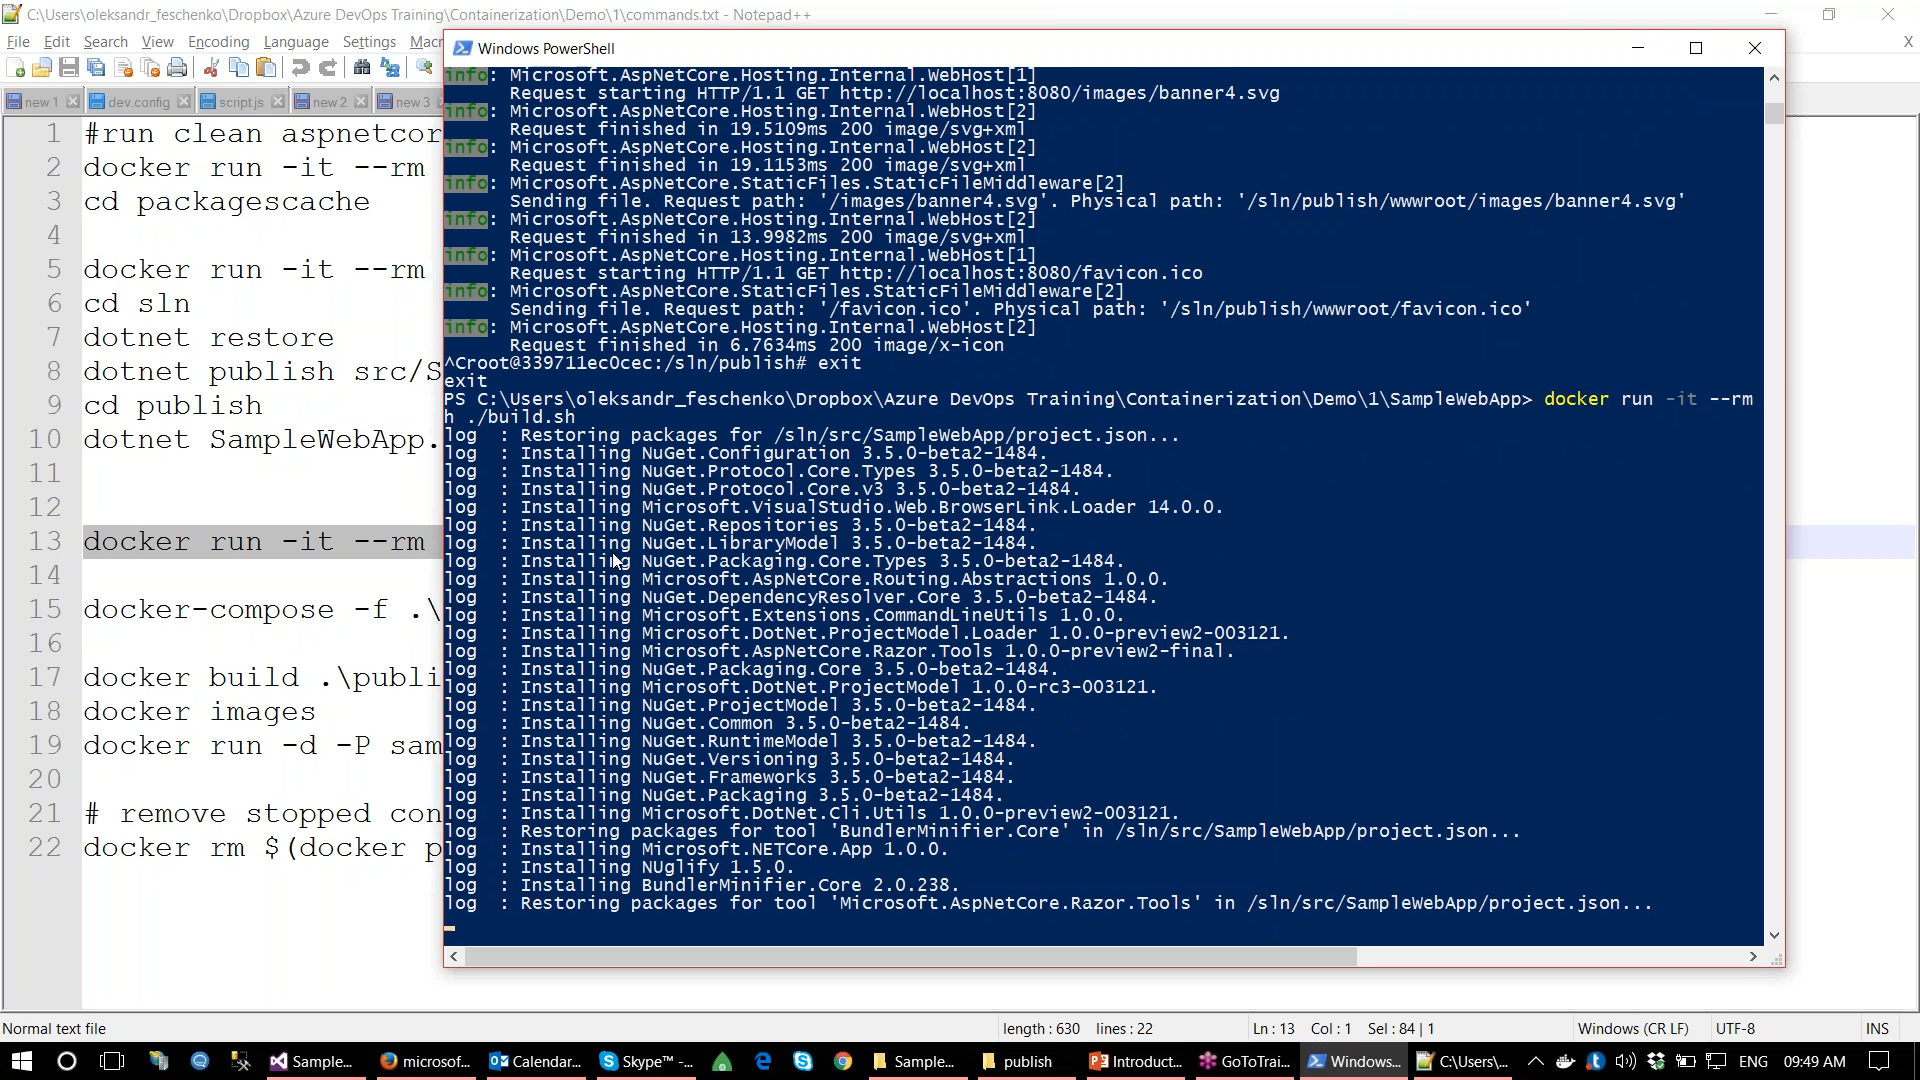 C:\Users\oleksandr_feschenko\Dropbox\Azure DevOps Training\Containerization\Demo\1\commands.txt - Notepad++
File Edit Search View Encoding Language Settings Macr
X
new 1 dev.config script.js new 2 new 3
1 #run clean aspnetcor
2 docker run -it --rm
3 cd packagescache
4
5 docker run -it --rm
6 cd sln
7 dotnet restore
8 dotnet publish src/S
9 cd publish
10 dotnet SampleWebApp.
11
12
13 docker run -it --rm
14
15 docker-compose -f .\
16
17 docker build .\publi
18 docker images
19 docker run -d -P sam
20
21 # remove stopped con
22 docker rm $(docker p
Windows PowerShell
info: Microsoft.AspNetCore.Hosting.Internal.WebHost[1]
Request starting HTTP/1.1 GET http://localhost:8080/images/banner4.svg
info: Microsoft.AspNetCore.Hosting.Internal.WebHost[2]
Request finished in 19.5109ms 200 image/svg+xml
info: Microsoft.AspNetCore.Hosting.Internal.WebHost[2]
Request finished in 19.1153ms 200 image/svg+xml
info: Microsoft.AspNetCore.StaticFiles.StaticFileMiddleware[2]
Sending file. Request path: '/images/banner4.svg'. Physical path: '/sln/publish/wwwroot/images/banner4.svg'
info: Microsoft.AspNetCore.Hosting.Internal.WebHost[2]
Request finished in 13.9982ms 200 image/svg+xml
info: Microsoft.AspNetCore.Hosting.Internal.WebHost[1]
Request starting HTTP/1.1 GET http://localhost:8080/favicon.ico
info: Microsoft.AspNetCore.StaticFiles.StaticFileMiddleware[2]
Sending file. Request path: '/favicon.ico'. Physical path: '/sln/publish/wwwroot/favicon.ico'
info: Microsoft.AspNetCore.Hosting.Internal.WebHost[2]
Request finished in 6.7634ms 200 image/x-icon
^Croot@339711ec0cec:/sln/publish# exit
exit
PS C:\Users\oleksandr_feschenko\Dropbox\Azure DevOps Training\Containerization\Demo\1\SampleWebApp> docker run -it --rm
h ./build.sh
log : Restoring packages for /sln/src/SampleWebApp/project.json...
log : Installing NuGet.Configuration 3.5.0-beta2-1484.
log : Installing NuGet.Protocol.Core.Types 3.5.0-beta2-1484.
log : Installing NuGet.Protocol.Core.v3 3.5.0-beta2-1484.
log : Installing Microsoft.VisualStudio.Web.BrowserLink.Loader 14.0.0.
log : Installing NuGet.Repositories 3.5.0-beta2-1484.
log : Installing NuGet.LibraryModel 3.5.0-beta2-1484.
log : Installing NuGet.Packaging.Core.Types 3.5.0-beta2-1484.
log : Installing Microsoft.AspNetCore.Routing.Abstractions 1.0.0.
log : Installing NuGet.DependencyResolver.Core 3.5.0-beta2-1484.
log : Installing Microsoft.Extensions.CommandLineUtils 1.0.0.
log : Installing Microsoft.DotNet.ProjectModel.Loader 1.0.0-preview2-003121.
log : Installing Microsoft.AspNetCore.Razor.Tools 1.0.0-preview2-final.
log : Installing NuGet.Packaging.Core 3.5.0-beta2-1484.
log : Installing Microsoft.DotNet.ProjectModel 1.0.0-rc3-003121.
log : Installing NuGet.ProjectModel 3.5.0-beta2-1484.
log : Installing NuGet.Common 3.5.0-beta2-1484.
log : Installing NuGet.RuntimeModel 3.5.0-beta2-1484.
log : Installing NuGet.Versioning 3.5.0-beta2-1484.
log : Installing NuGet.Frameworks 3.5.0-beta2-1484.
log : Installing NuGet.Packaging 3.5.0-beta2-1484.
log : Installing Microsoft.DotNet.Cli.Utils 1.0.0-preview2-003121.
log : Restoring packages for tool 'BundlerMinifier.Core' in /sln/src/SampleWebApp/project.json...
log : Installing Microsoft.NETCore.App 1.0.0.
log : Installing NUglify 1.5.0.
log : Installing BundlerMinifier.Core 2.0.238.
log : Restoring packages for tool 'Microsoft.AspNetCore.Razor.Tools' in /sln/src/SampleWebApp/project.json...
Normal text file length : 630 lines : 22 Ln : 13 Col : 1 Sel : 84 | 1 Windows (CR LF) UTF-8 INS
Sample... microsof... Calendar... Skype™ -... Sample... publish Introduct... GoToTrai... Windows... C:\Users\... ENG 09:49 AM